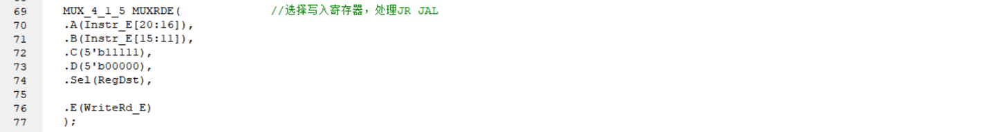 69 MUX_4_1_5 MUXRDE( //选择写入寄存器，处理JR JAL
70 .A(Instr_E[20:16]),
71 .B(Instr_E[15:11]),
72 .C(5'b11111),
73 .D(5'b00000),
74 .Sel(RegDst),
75
76 .E(WriteRd_E)
77 );